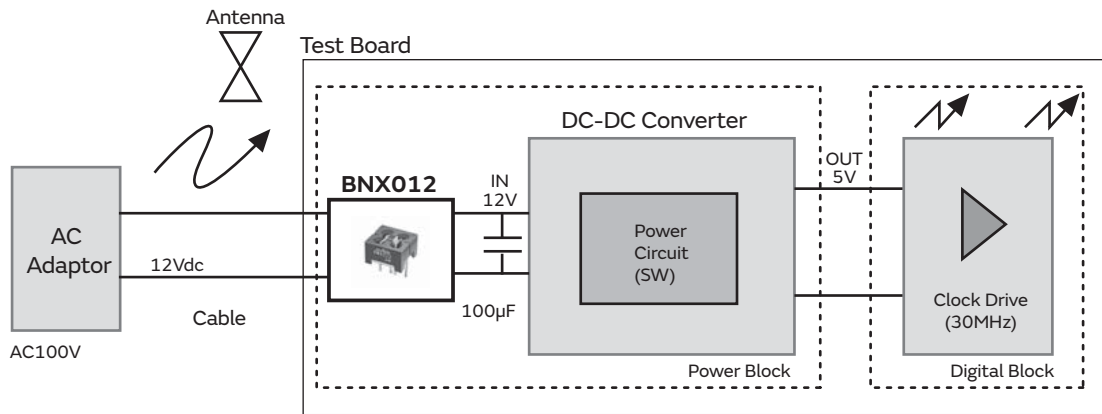 Antenna
Test Board
DC-DC Converter
OUT
5V
BNX012
IN
12V
AC
Adaptor
Power
Circuit
(SW)
12Vdc
Cable
100μF
Clock Drive
(30MHz)
AC100V
Power Block
Digital Block